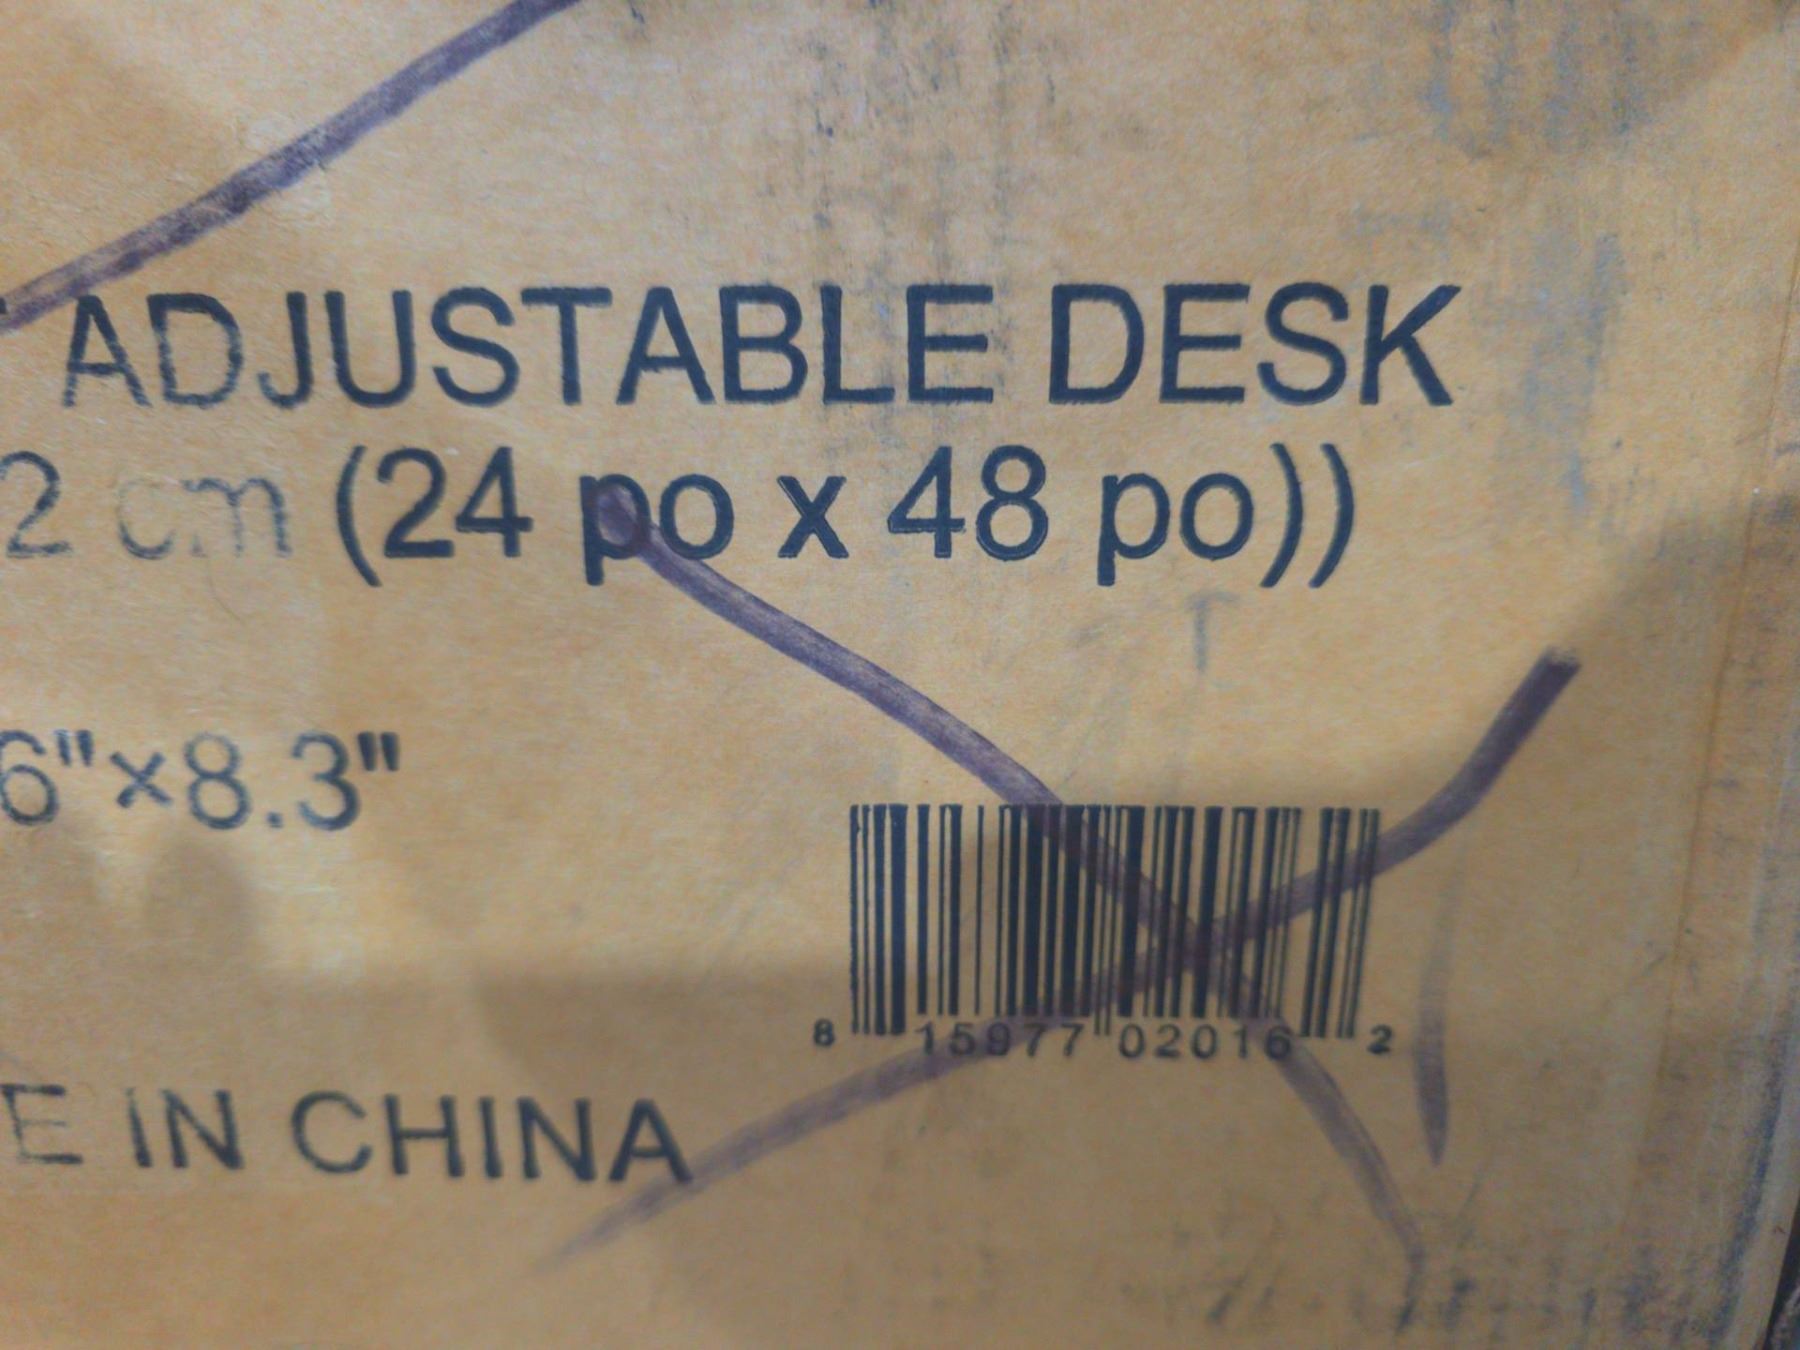 ADJUSTABLE DESK
2 cm (24 po x 48 po))
6"×8.3"
8 15977 02016 2
IN CHINA